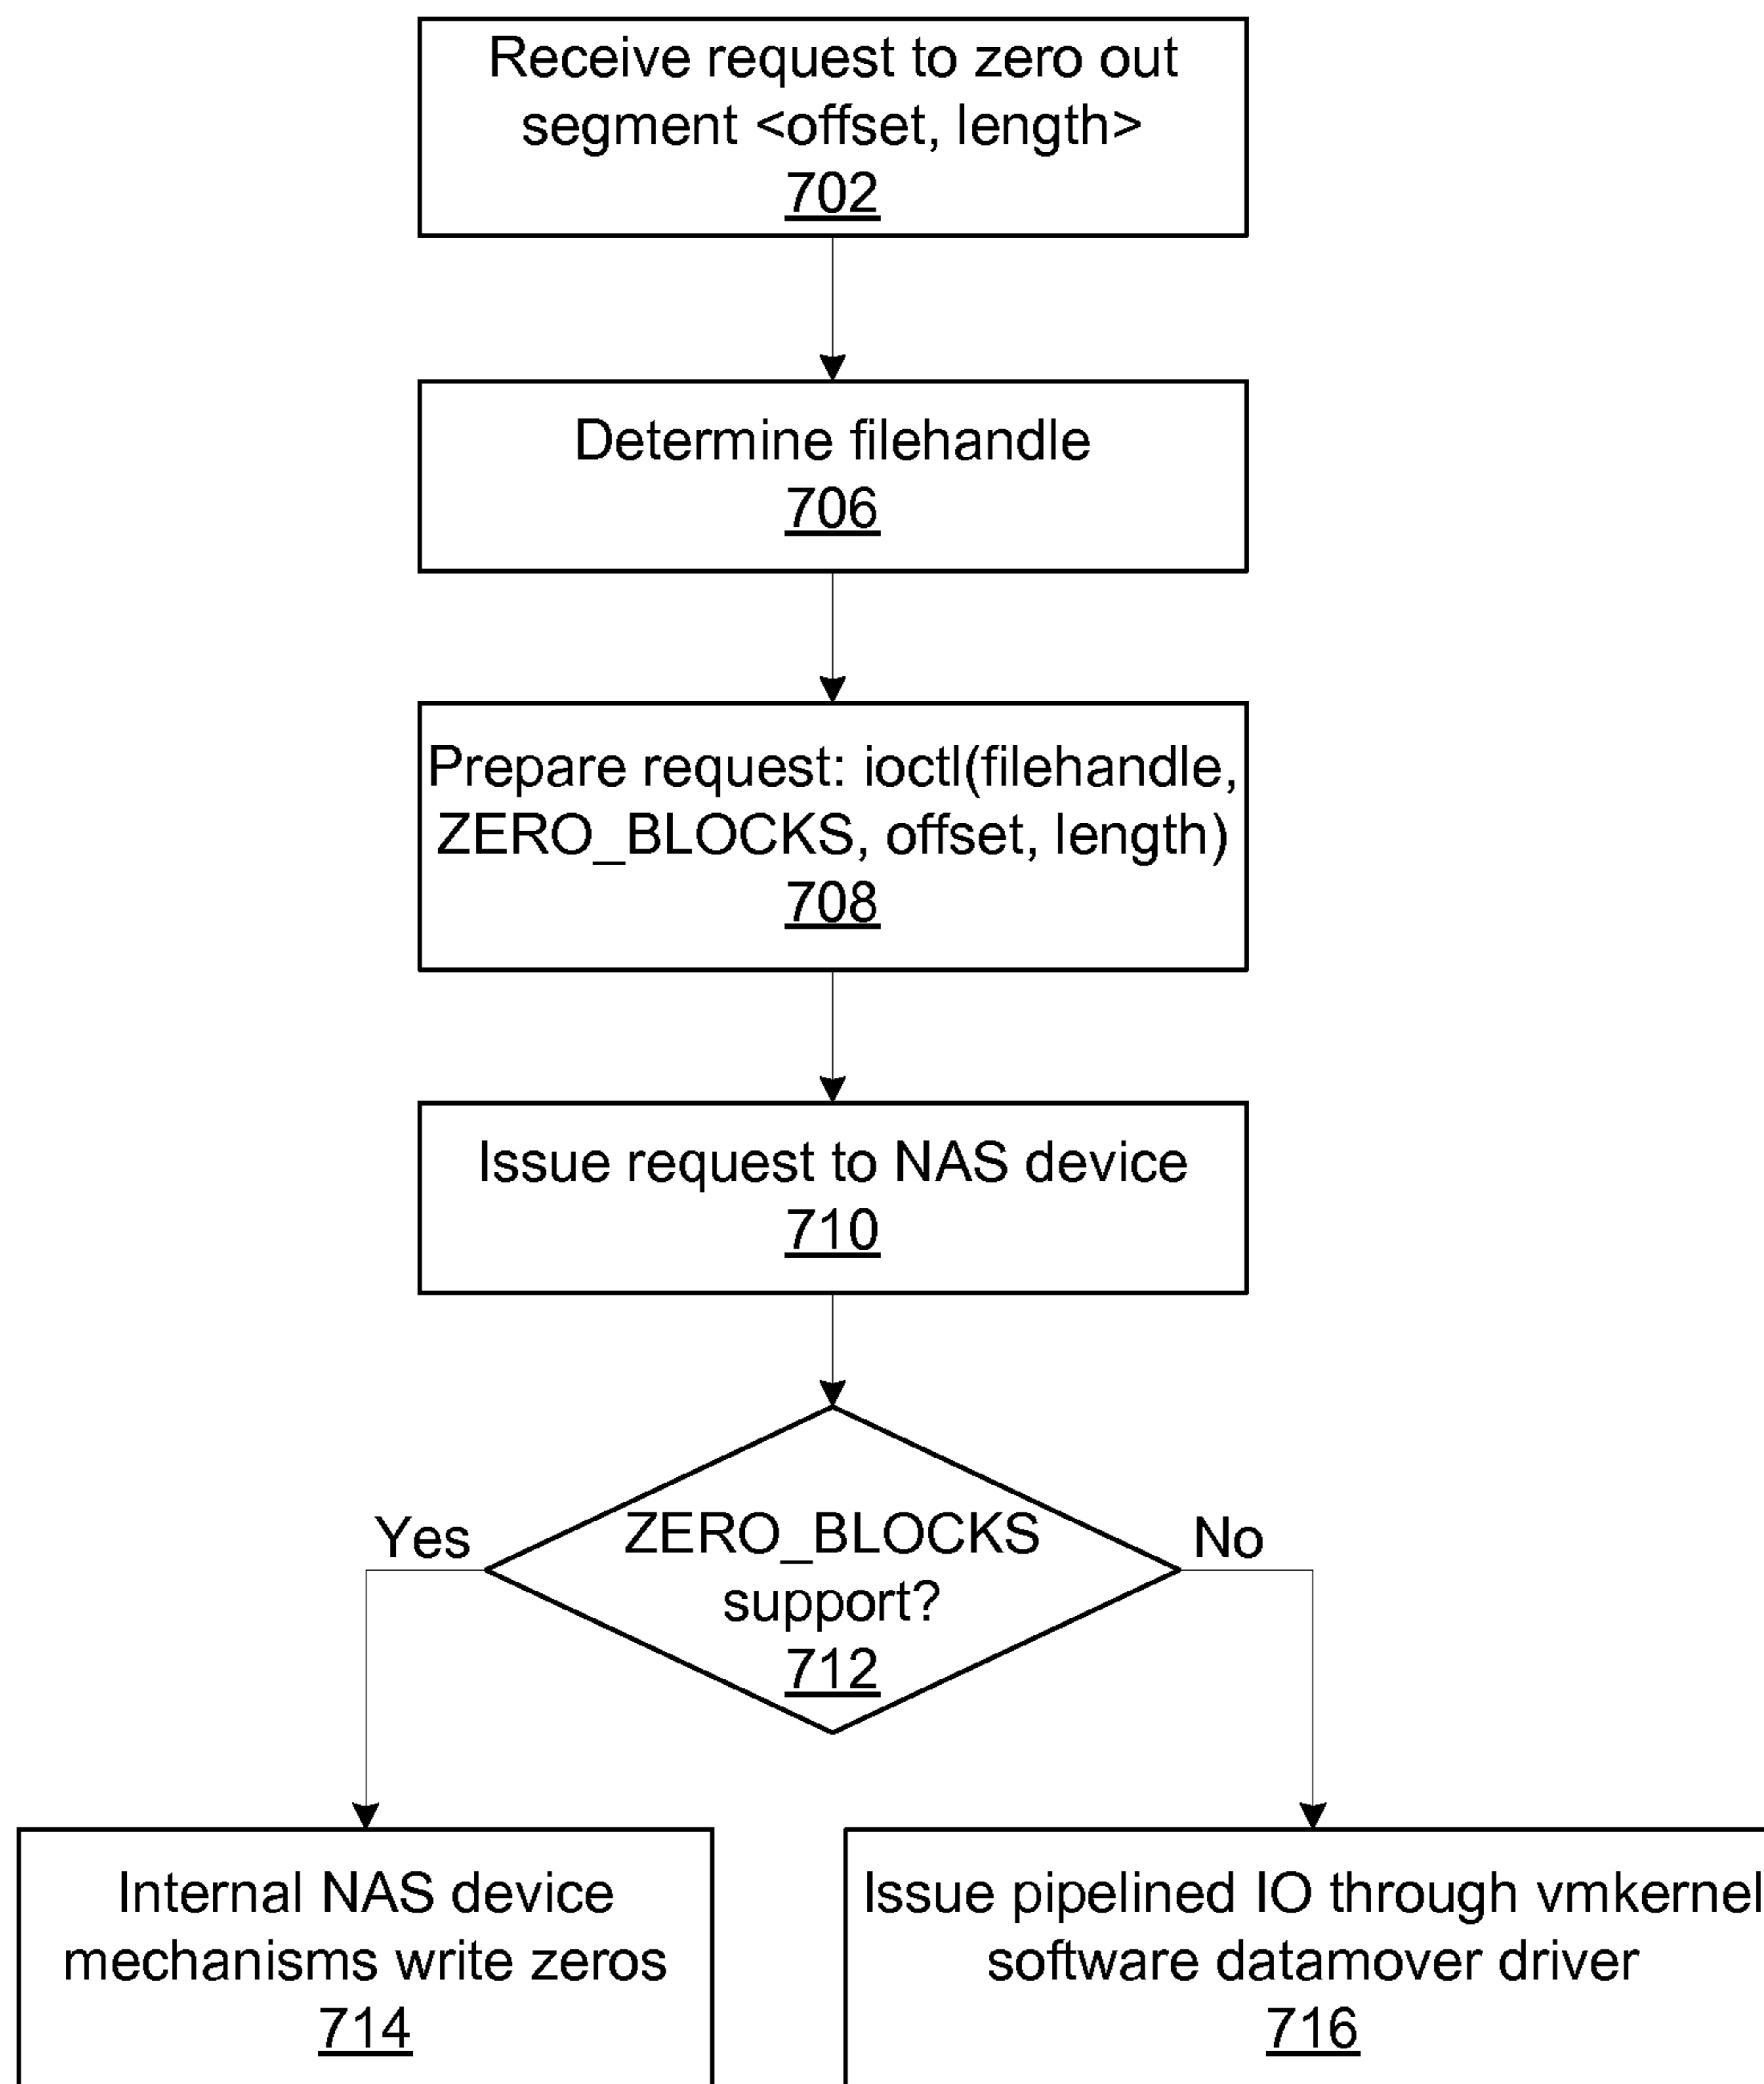 Receive request to zero out
segment <offset, length>
702
Determine filehandle
706
Prepare request: ioctl(filehandle,
ZERO_BLOCKS, offset, length)
708
Issue request to NAS device
710
Yes
ZERO_BLOCKS
support?
712
No
Internal NAS device
mechanisms write zeros
714
Issue pipelined IO through vmkernel
software datamover driver
716